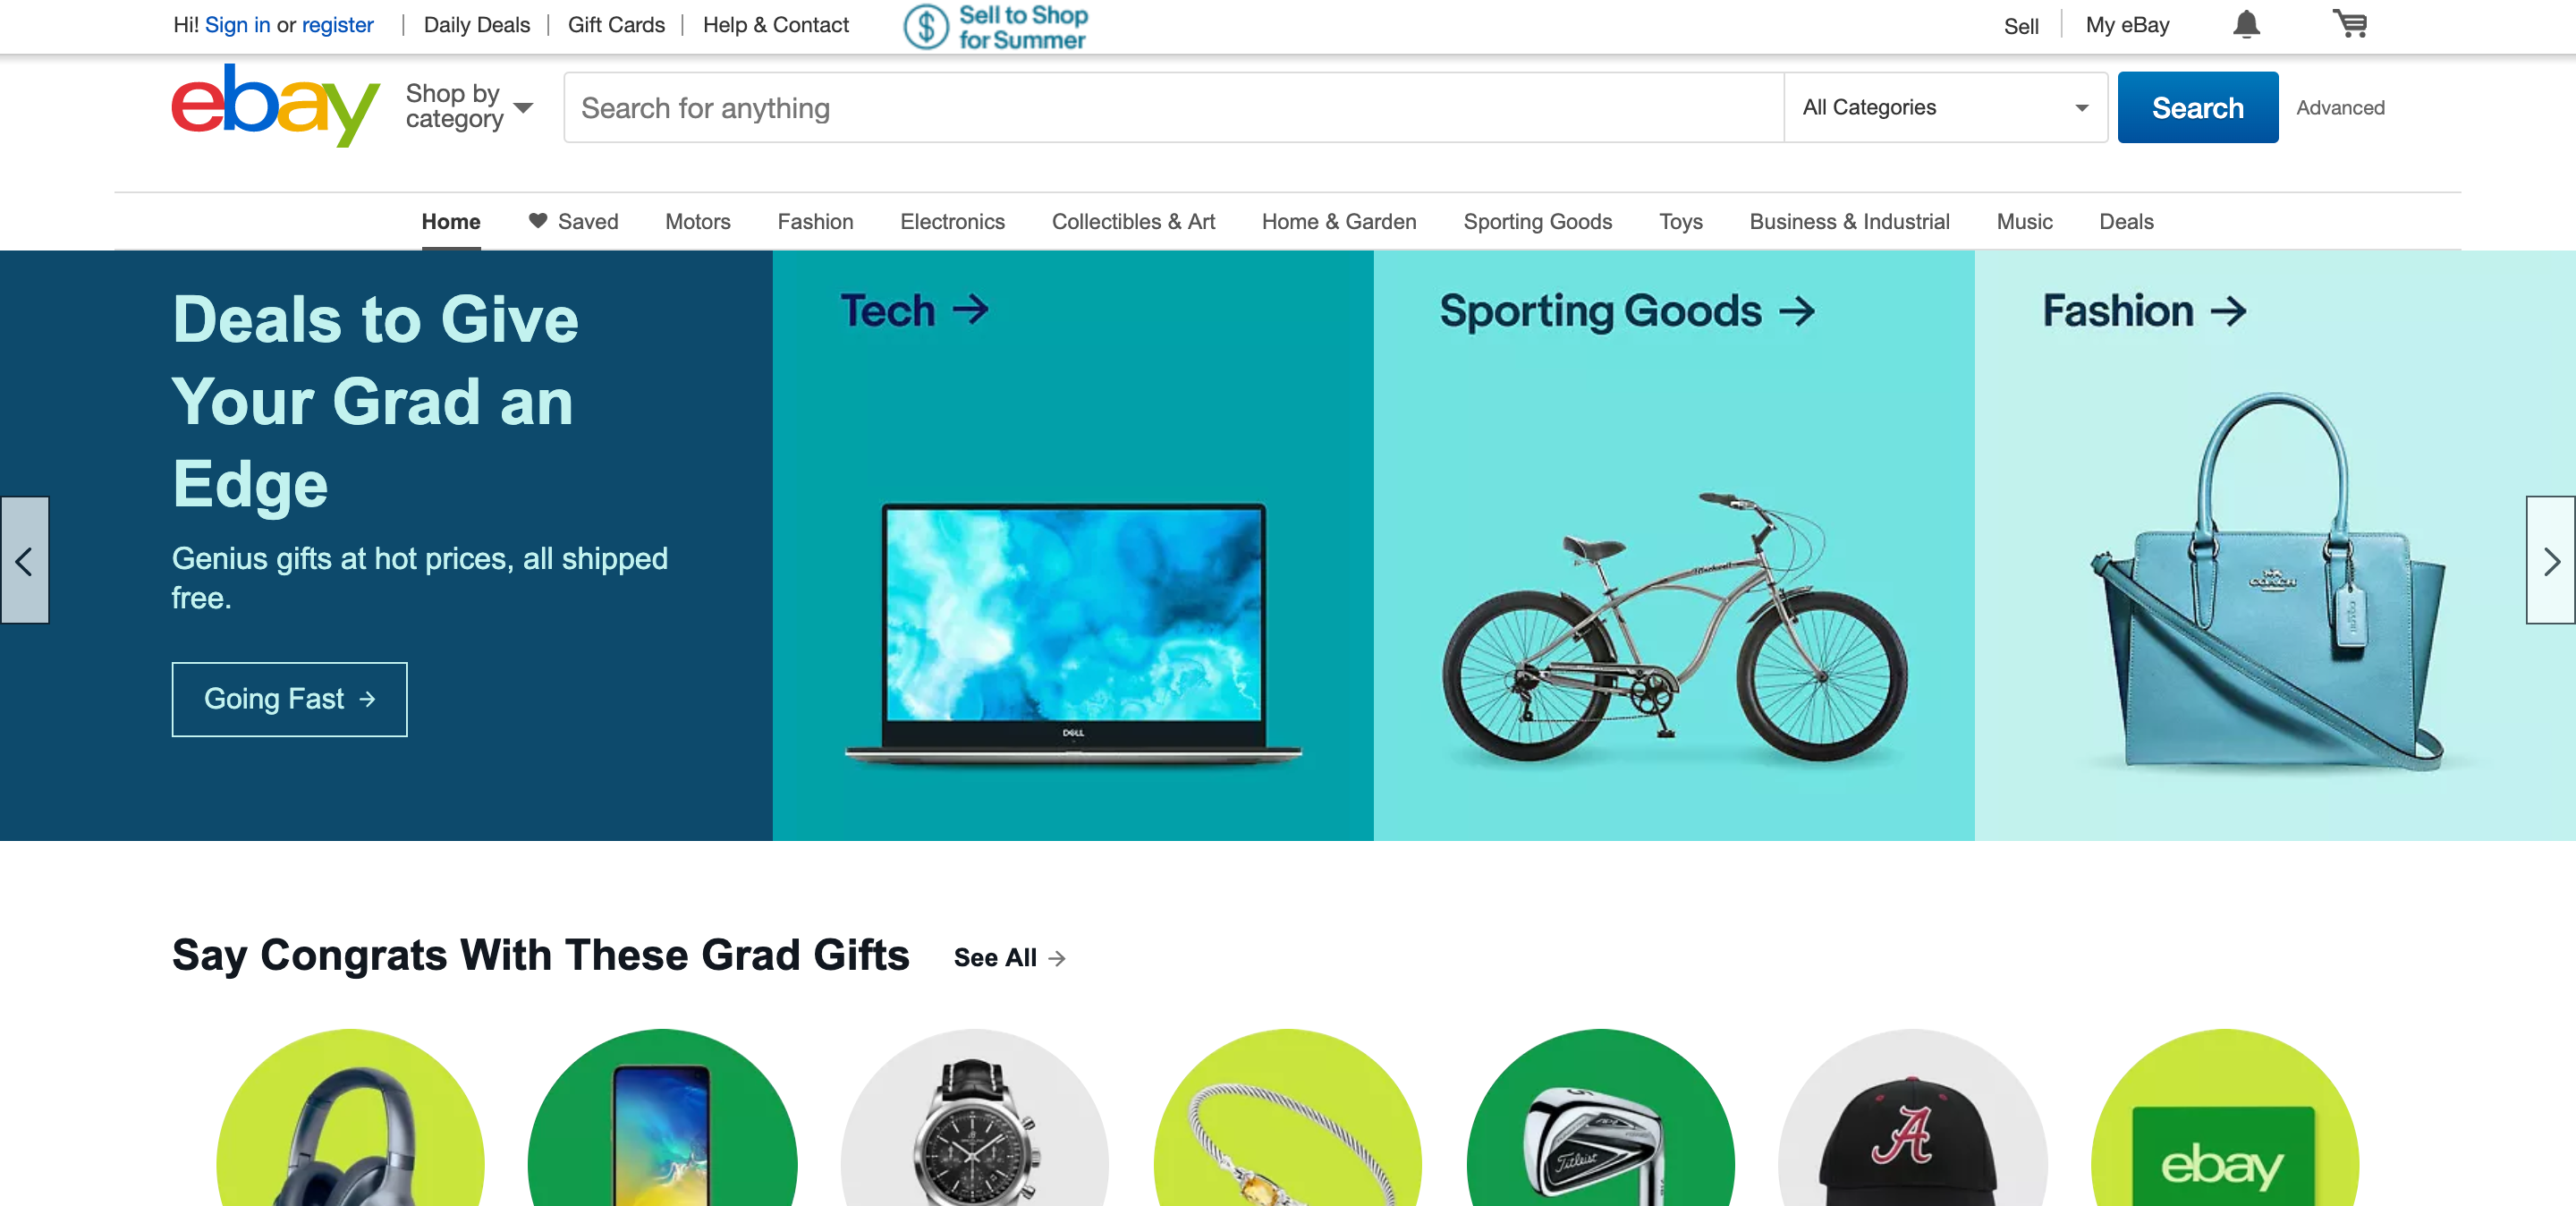 Hi! Sign in or register | Daily Deals | Gift Cards | Help & Contact
Sell to Shop
for Summer
Sell | My eBay
ebay
Shop by
category
Search for anything
All Categories
Search
Advanced
Home
Saved
Motors
Fashion
Electronics
Collectibles & Art
Home & Garden
Sporting Goods
Toys
Business & Industrial
Music
Deals
Deals to Give
Your Grad an
Edge
Genius gifts at hot prices, all shipped
free.
Going Fast →
Tech →
DELL
Sporting Goods →
Fashion →
COACH
Say Congrats With These Grad Gifts
See All →
Titleist
A
ebay